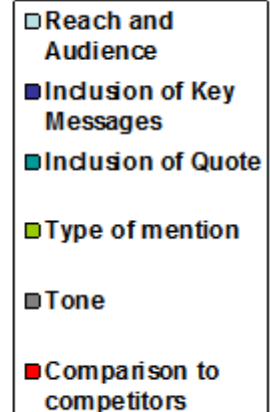 Reach and
Audience
Inclusion of Key
Messages
Inclusion of Quote
Type of mention
Tone
Comparison to
competitors